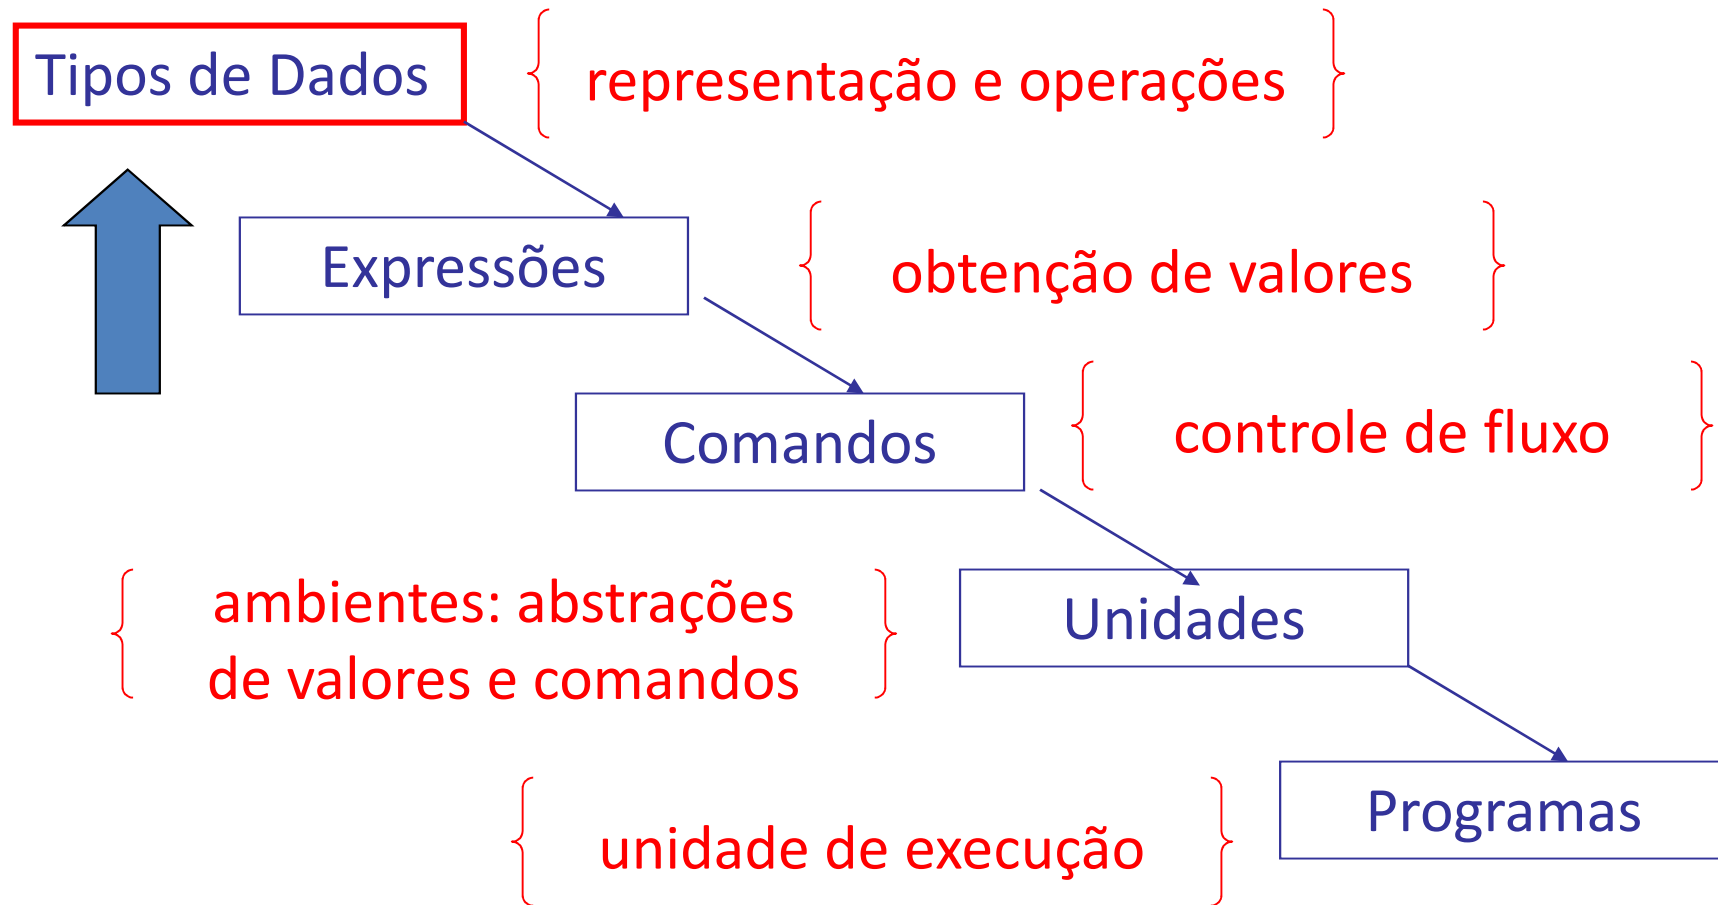 Tipos de Dados
representação e operações
Expressões
obtenção de valores
Comandos
controle de fluxo
ambientes: abstrações
de valores e comandos
Unidades
Programas
unidade de execução